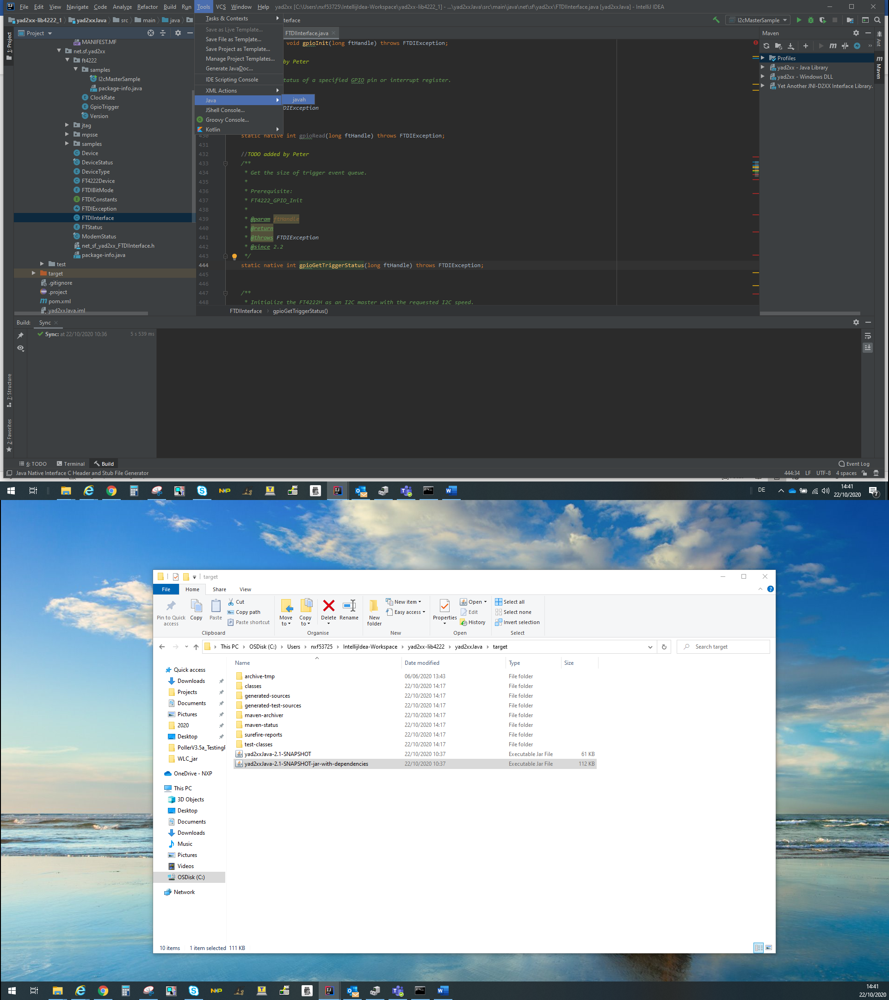 File Edit View Navigate Code Analyze Refactor Build Run Tools VCS Window Help yad2xx [C:\Users\nxf53725\IntellijIdea-Workspace\yad2xx-lib4222_1] - ...\yad2xxJava\src\main\java\net\sf\yad2xx\FTDIInterface.java [yad2xxJava] - IntelliJ IDEA
yad2xx-lib4222_1 yad2xxJava src main java terface I2cMasterSample
Project
MANIFEST.MF
net.sf.yad2xx
ft4222
samples
I2cMasterSample
package-info.java
ClockRate
GpioTrigger
Version
jtag
mpsse
samples
Device
DeviceStatus
DeviceType
FT4222Device
FTDIBitMode
FTDIConstants
FTDIException
FTDIInterface
FTStatus
ModemStatus
net_sf_yad2xx_FTDIInterface.h
package-info.java
test
target
.gitignore
.project
pom.xml
yad2xxJava.iml
1: Project
7: Structure
2: Favorites
Tasks & Contexts
Save as Live Template...
Save File as Template...
Save Project as Template...
Manage Project Templates...
Generate JavaDoc...
IDE Scripting Console
XML Actions
Java
javah
JShell Console...
Groovy Console...
Kotlin
FTDIInterface.java
void gpioInit(long ftHandle) throws FTDIException;
by Peter
tatus of a specified GPIO pin or interrupt register.
DIException
430 static native int gpioRead(long ftHandle) throws FTDIException;
431
432 //TODO added by Peter
433 /**
434 * Get the size of trigger event queue.
435 *
436 * Prerequisite:
437 * FT4222_GPIO_Init
438 *
439 * @param ftHandle
440 * @return
441 * @throws FTDIException
442 * @since 2.2
443 */
444 static native int gpioGetTriggerStatus(long ftHandle) throws FTDIException;
445
446
447 /**
448 * Initialize the FT4222H as an I2C master with the requested I2C speed.
FTDIInterface gpioGetTriggerStatus()
Maven
Profiles
yad2xx - Java Library
yad2xx - Windows DLL
Yet Another JNI-D2XX Interface Library.
Ant
Maven
Build: Sync
Sync: at 22/10/2020 10:36 5 s 539 ms
6: TODO Terminal Build Event Log
Java Native Interface C Header and Stub File Generator 444:34 LF UTF-8 4 spaces
NXP DE 14:41
22/10/2020 7
target
File Home Share View
Pin to Quick access
Copy
Paste
Cut
Copy path
Paste shortcut
Clipboard
Move to
Copy to
Delete
Rename
Organise
New folder
New item
Easy access
New
Properties
Open
Edit
History
Open
Select all
Select none
Invert selection
Select
This PC OSDisk (C:) Users nxf53725 IntellijIdea-Workspace yad2xx-lib4222 yad2xxJava target Search target
Quick access
Downloads
Projects
Documents
Pictures
2020
Desktop
PollerV3.5a_Testing
WLC_jar
OneDrive - NXP
This PC
3D Objects
Desktop
Documents
Downloads
Music
Pictures
Videos
OSDisk (C:)
Network
Name Date modified Type Size
archive-tmp 06/06/2020 13:43 File folder
classes 22/10/2020 14:17 File folder
generated-sources 22/10/2020 14:17 File folder
generated-test-sources 22/10/2020 14:17 File folder
maven-archiver 22/10/2020 14:17 File folder
maven-status 22/10/2020 14:17 File folder
surefire-reports 22/10/2020 14:17 File folder
test-classes 22/10/2020 14:17 File folder
yad2xxJava-2.1-SNAPSHOT 22/10/2020 10:37 Executable Jar File 61 KB
yad2xxJava-2.1-SNAPSHOT-jar-with-dependencies 22/10/2020 10:37 Executable Jar File 112 KB
10 items 1 item selected 111 KB
NXP 14:41
22/10/2020